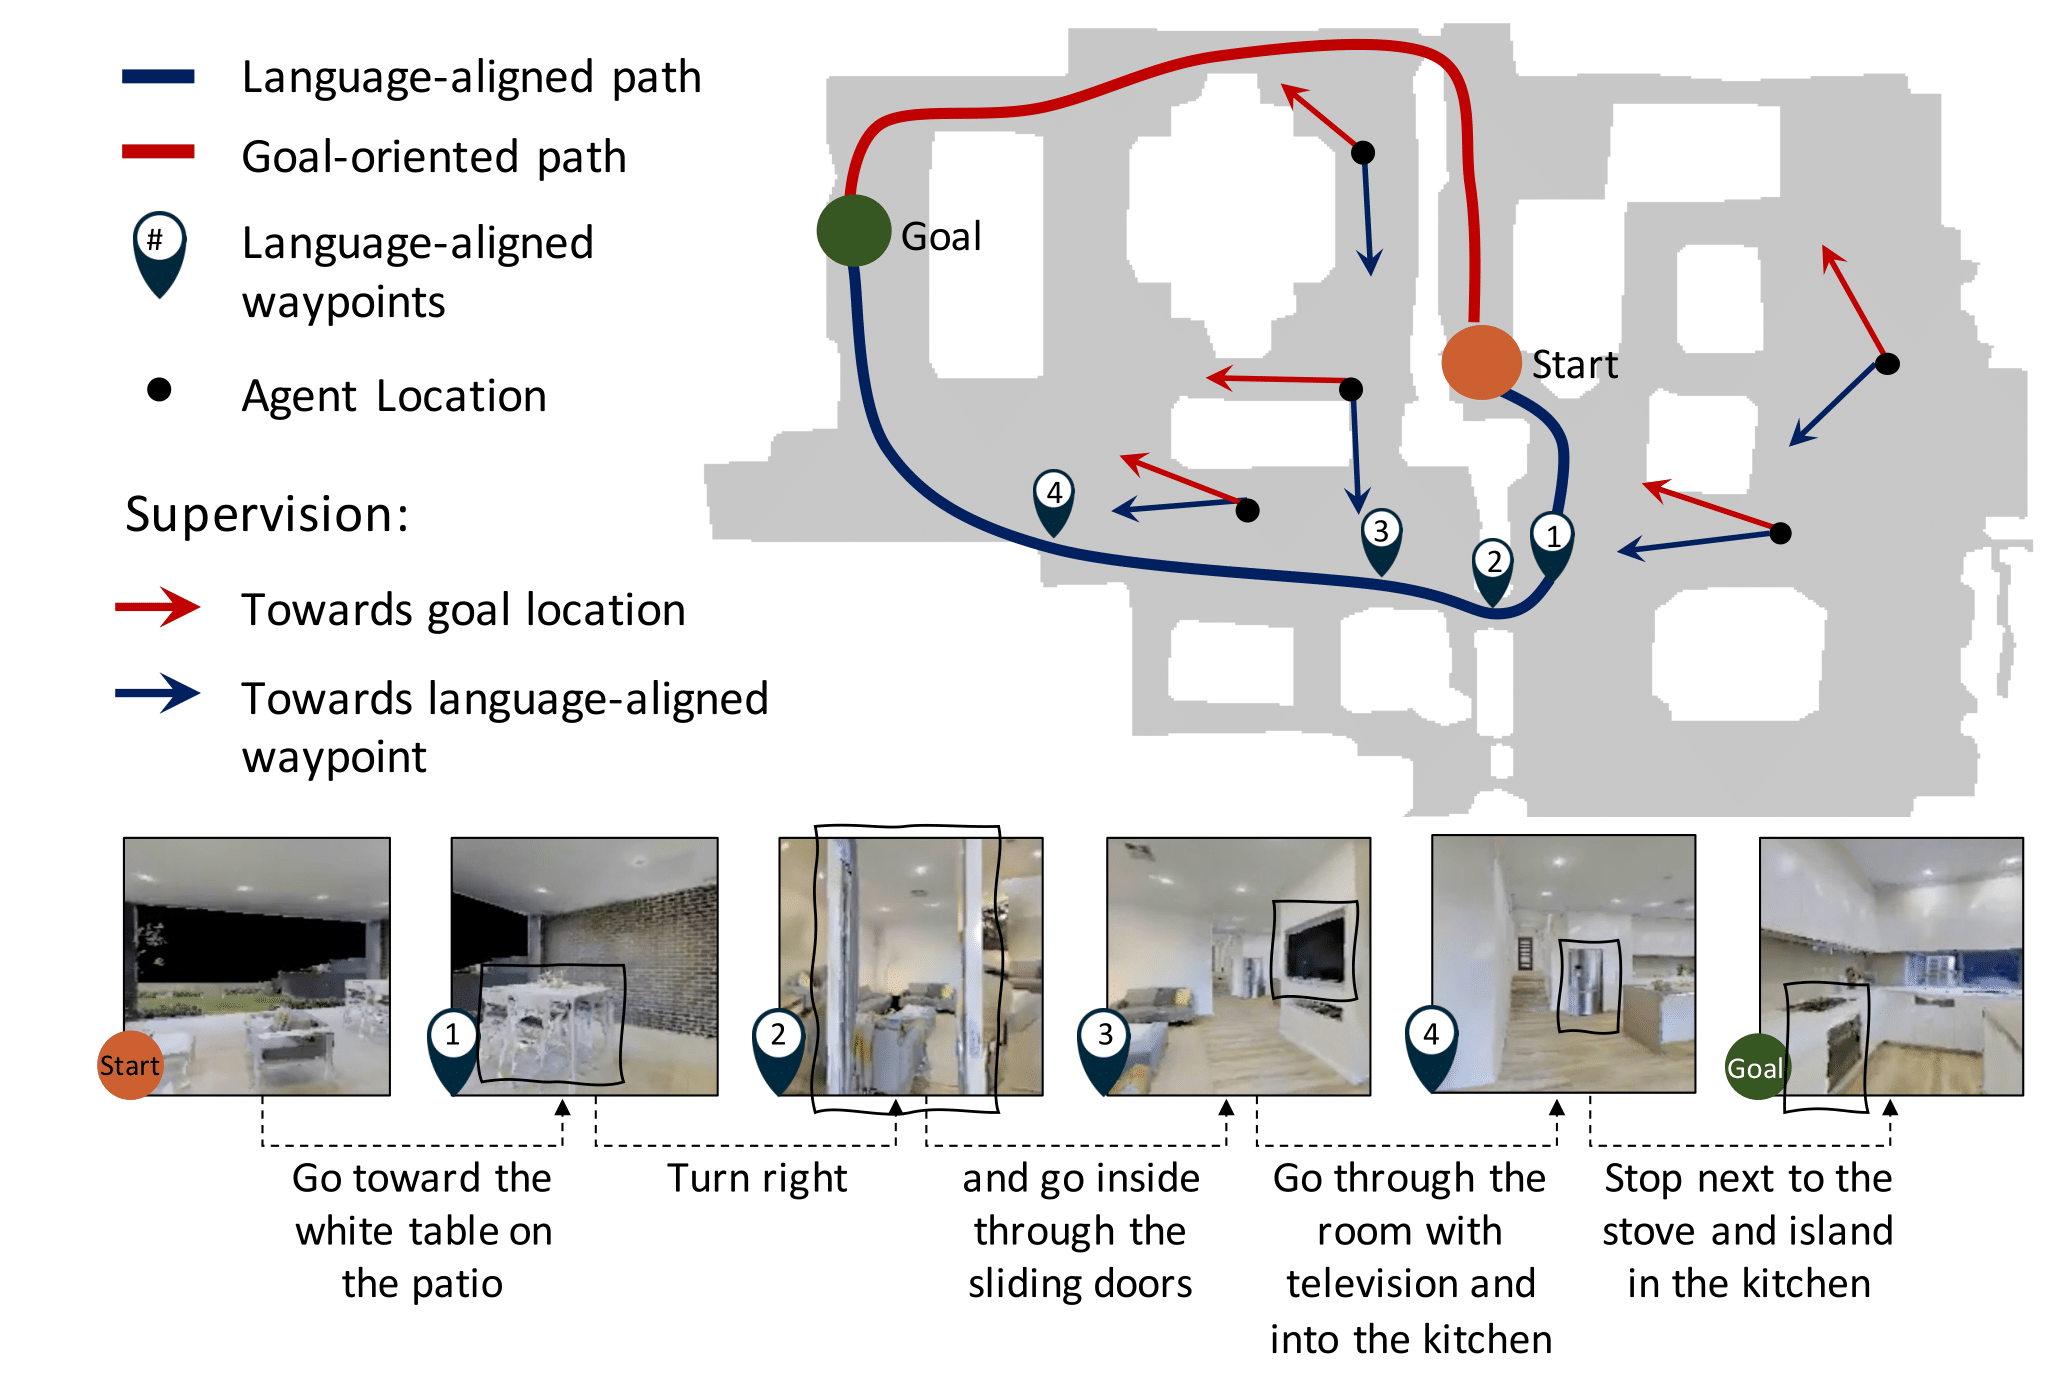 Language-aligned path
Goal-oriented path
#
Language-aligned
waypoints
Agent Location
Supervision:
Towards goal location
Towards language-aligned
waypoint
Goal
Start
4
3
2
1
Start
1
2
3
4
Goal
Go toward the
white table on
the patio
Turn right
and go inside
through the
sliding doors
Go through the
room with
television and
into the kitchen
Stop next to the
stove and island
in the kitchen